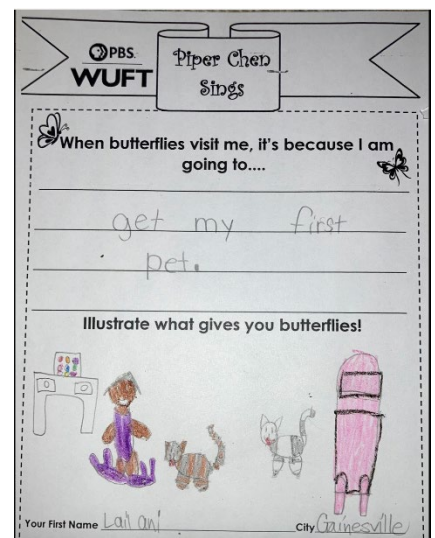 PBS
WUFT
Piper Chen
Sings
When butterflies visit me, it's because I am
going to....
get my first
pet.
Illustrate what gives you butterflies!
Your First Name Lailani
City Gainesville